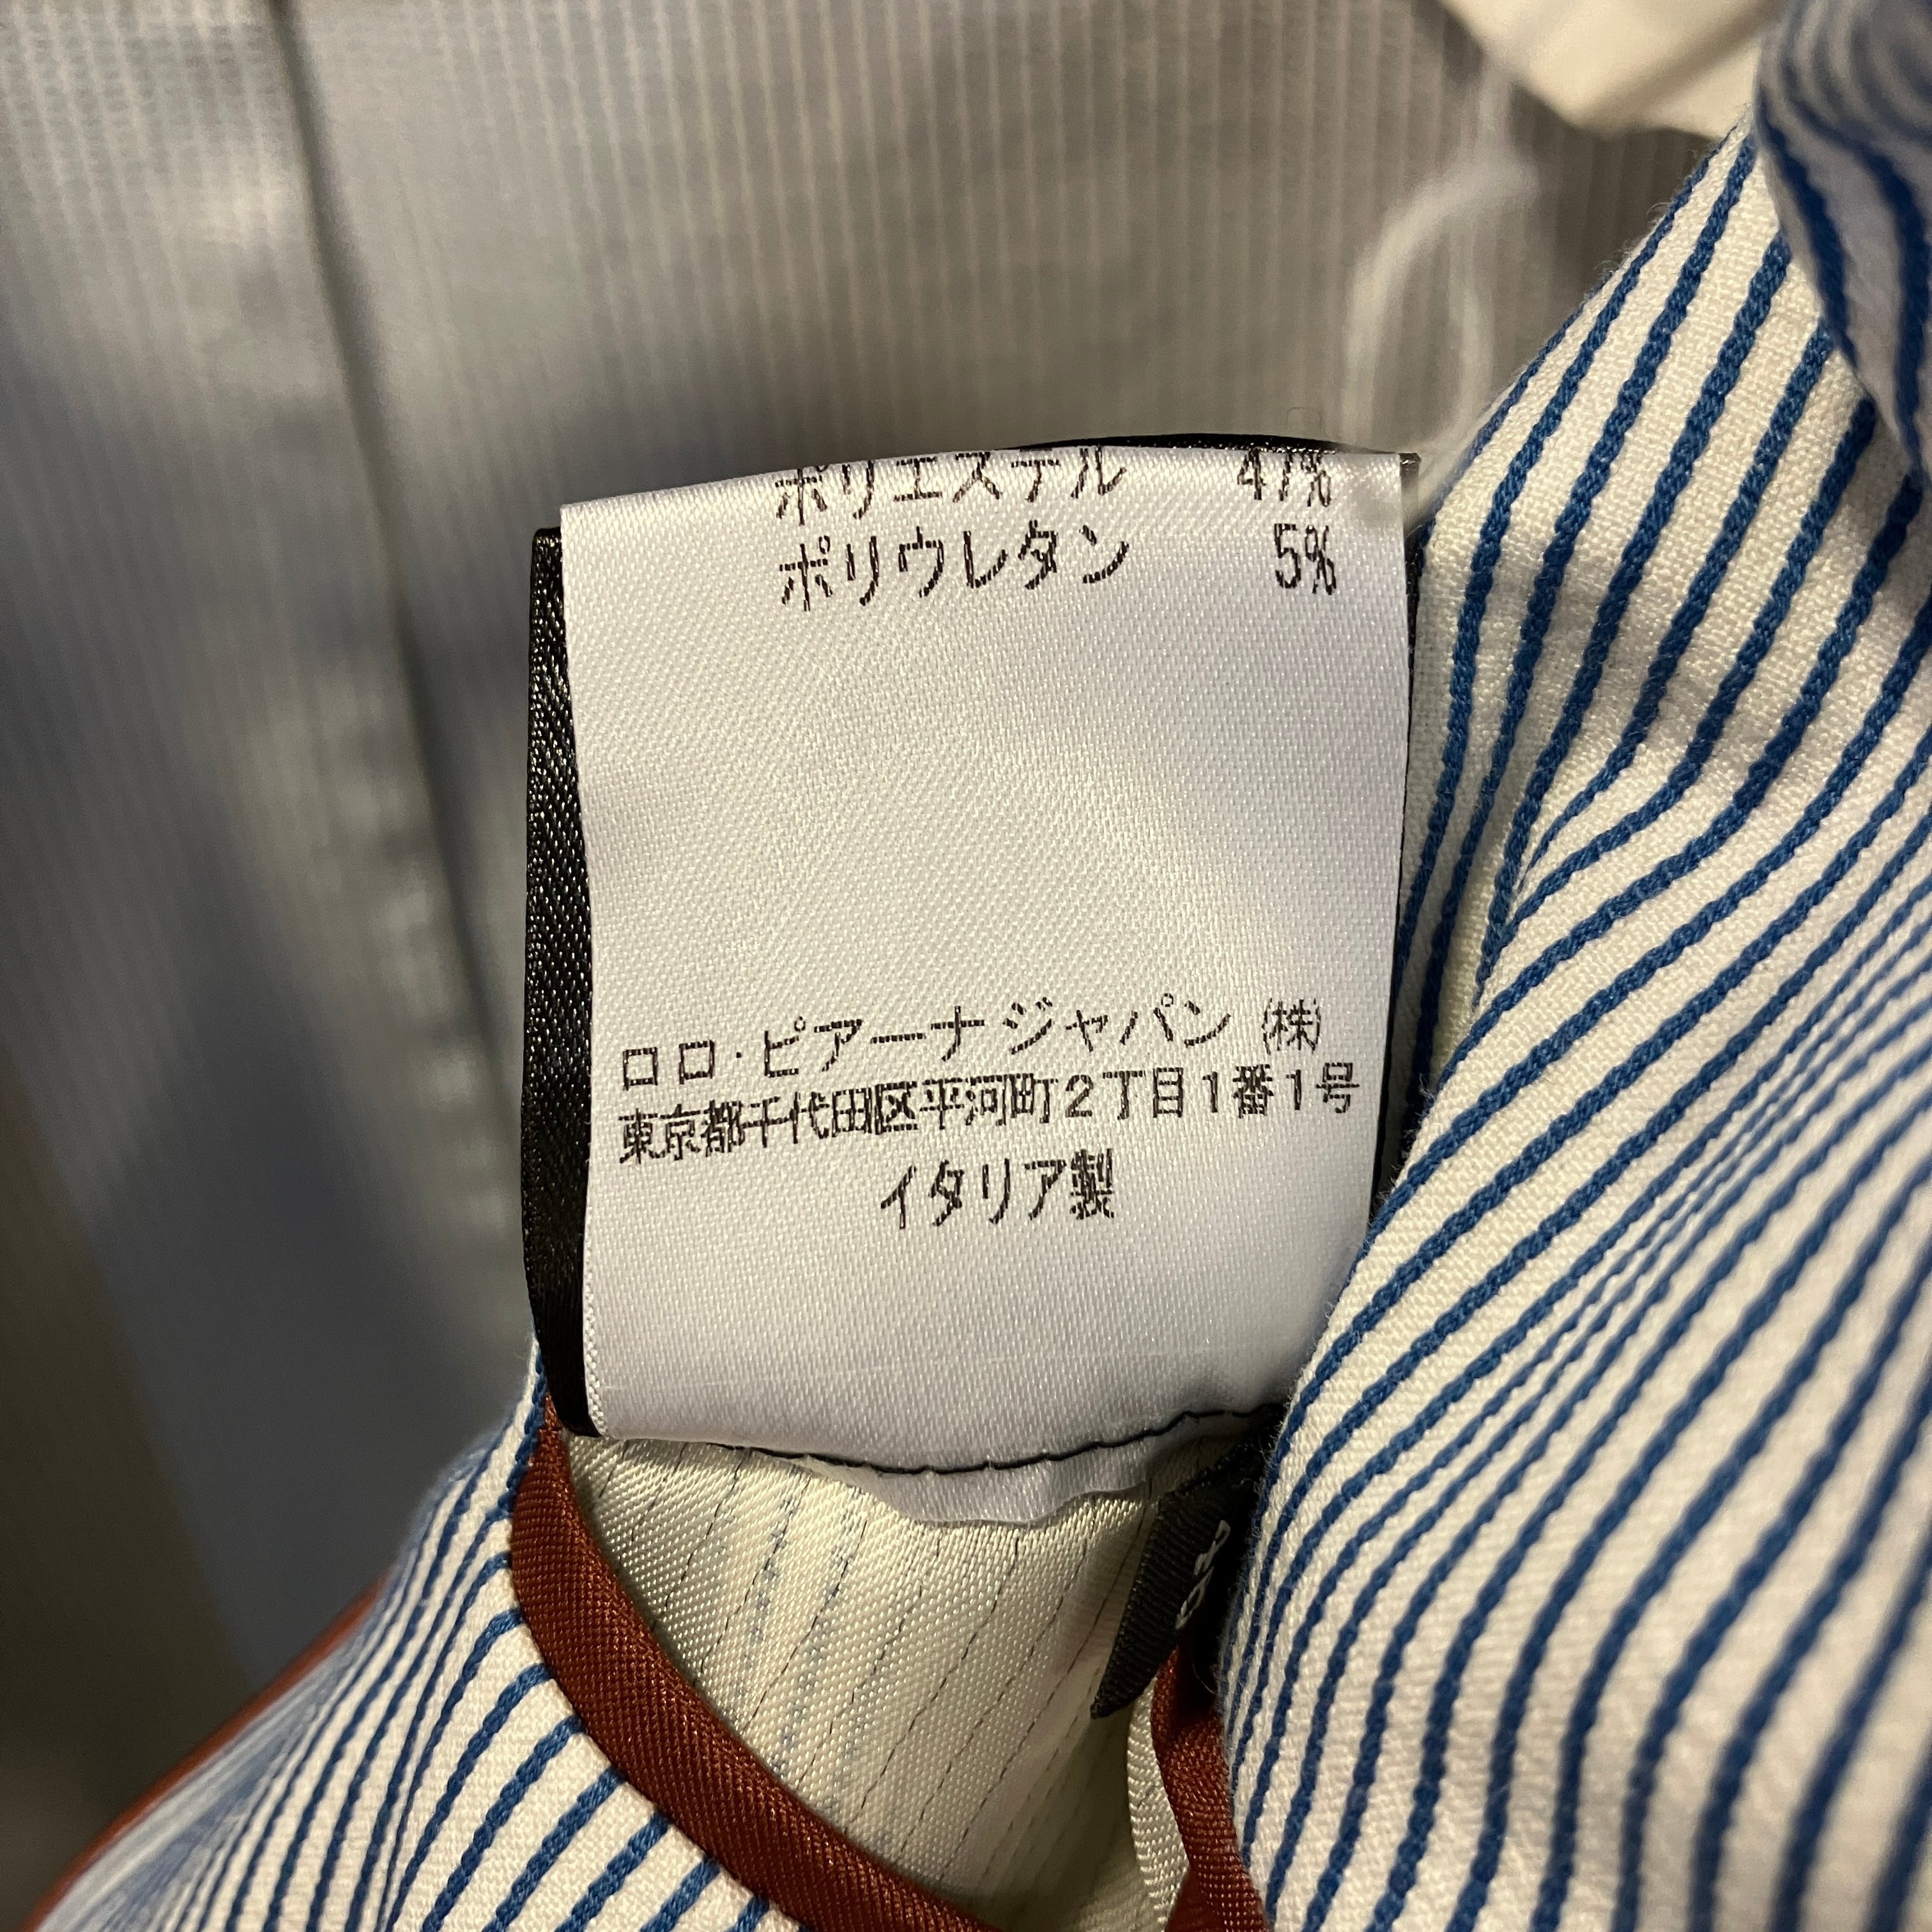 ポリエステル 47%
ポリウレタン 5%
ロロ・ピアーナジャパン (株)
東京都千代田区平河町2丁目1番1号
イタリア製